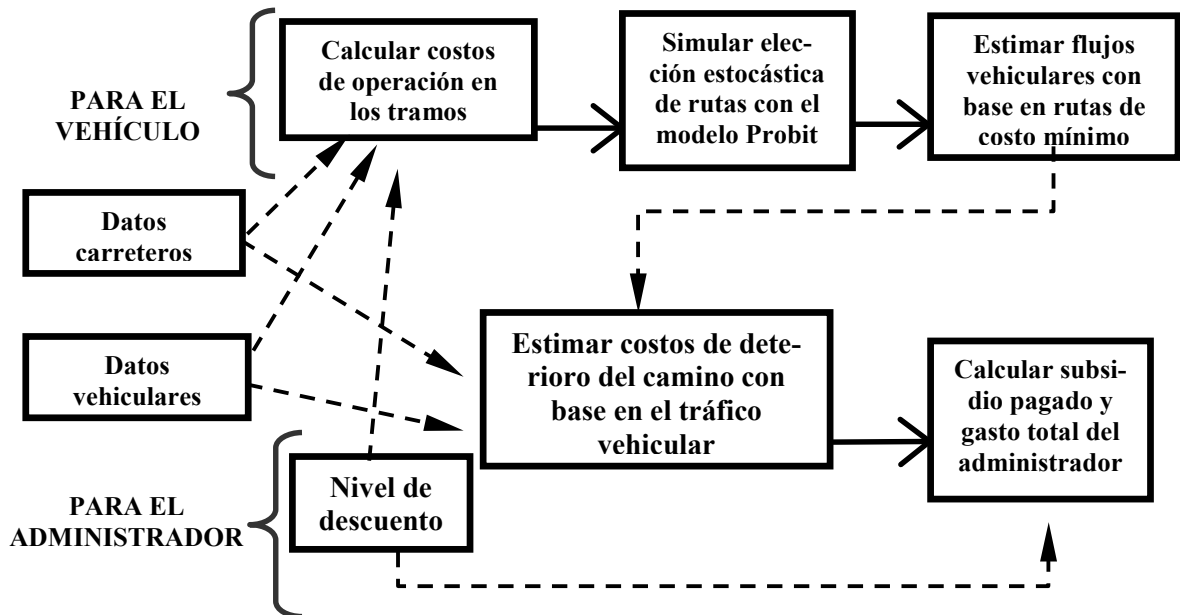 PARA EL
VEHÍCULO
Calcular costos
de operación en
los tramos
Simular elec-
ción estocástica
de rutas con el
modelo Probit
Estimar flujos
vehiculares con
base en rutas de
costo mínimo
Datos
carreteros
Datos
vehiculares
Estimar costos de dete-
rioro del camino con
base en el tráfico
vehicular
Calcular subsi-
dio pagado y
gasto total del
administrador
PARA EL
ADMINISTRADOR
Nivel de
descuento